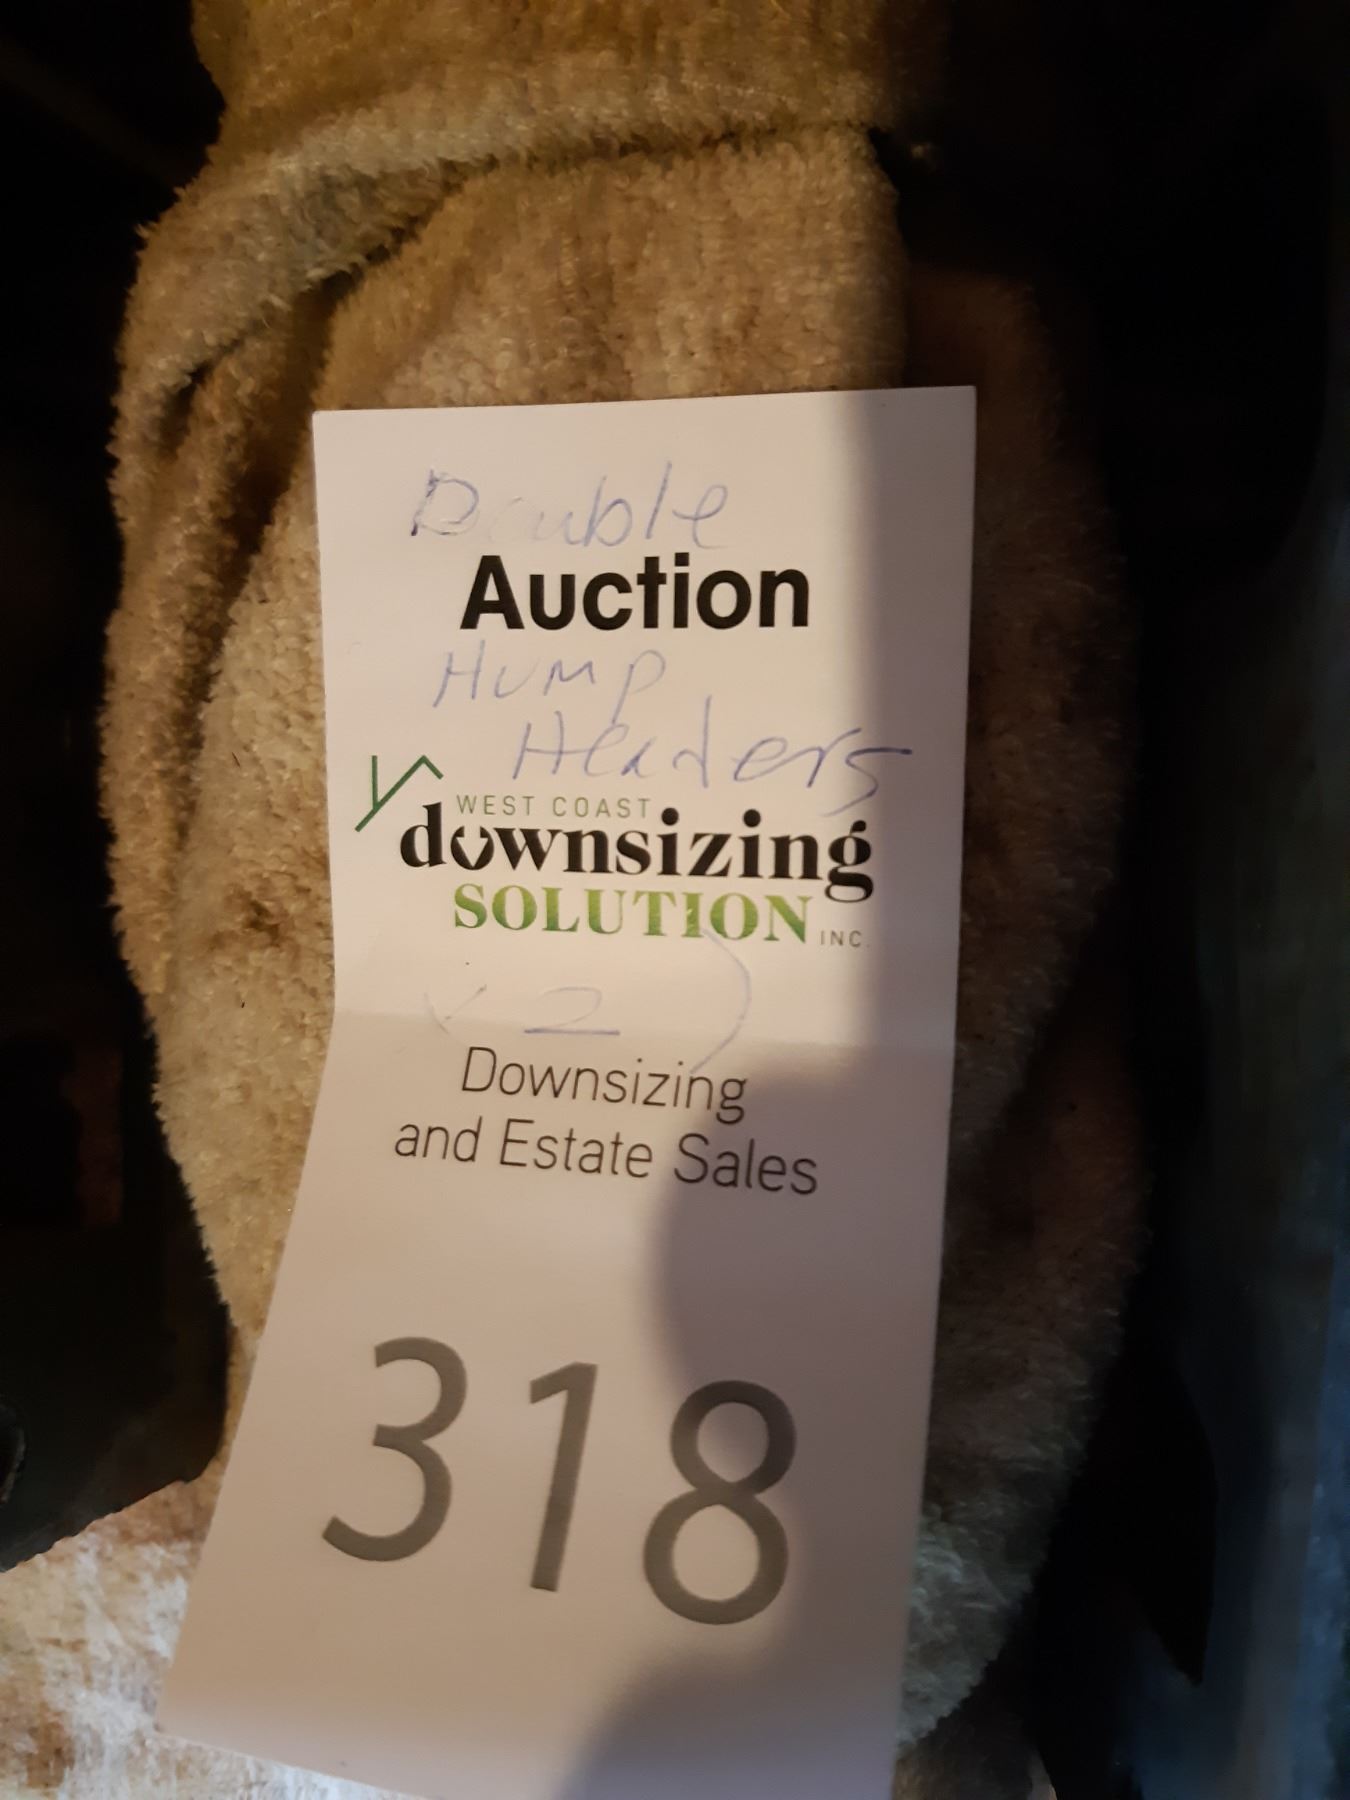 Double
Auction
Hump
Headers
WEST COAST
downsizing
SOLUTION INC.
(2)
Downsizing
and Estate Sales
318